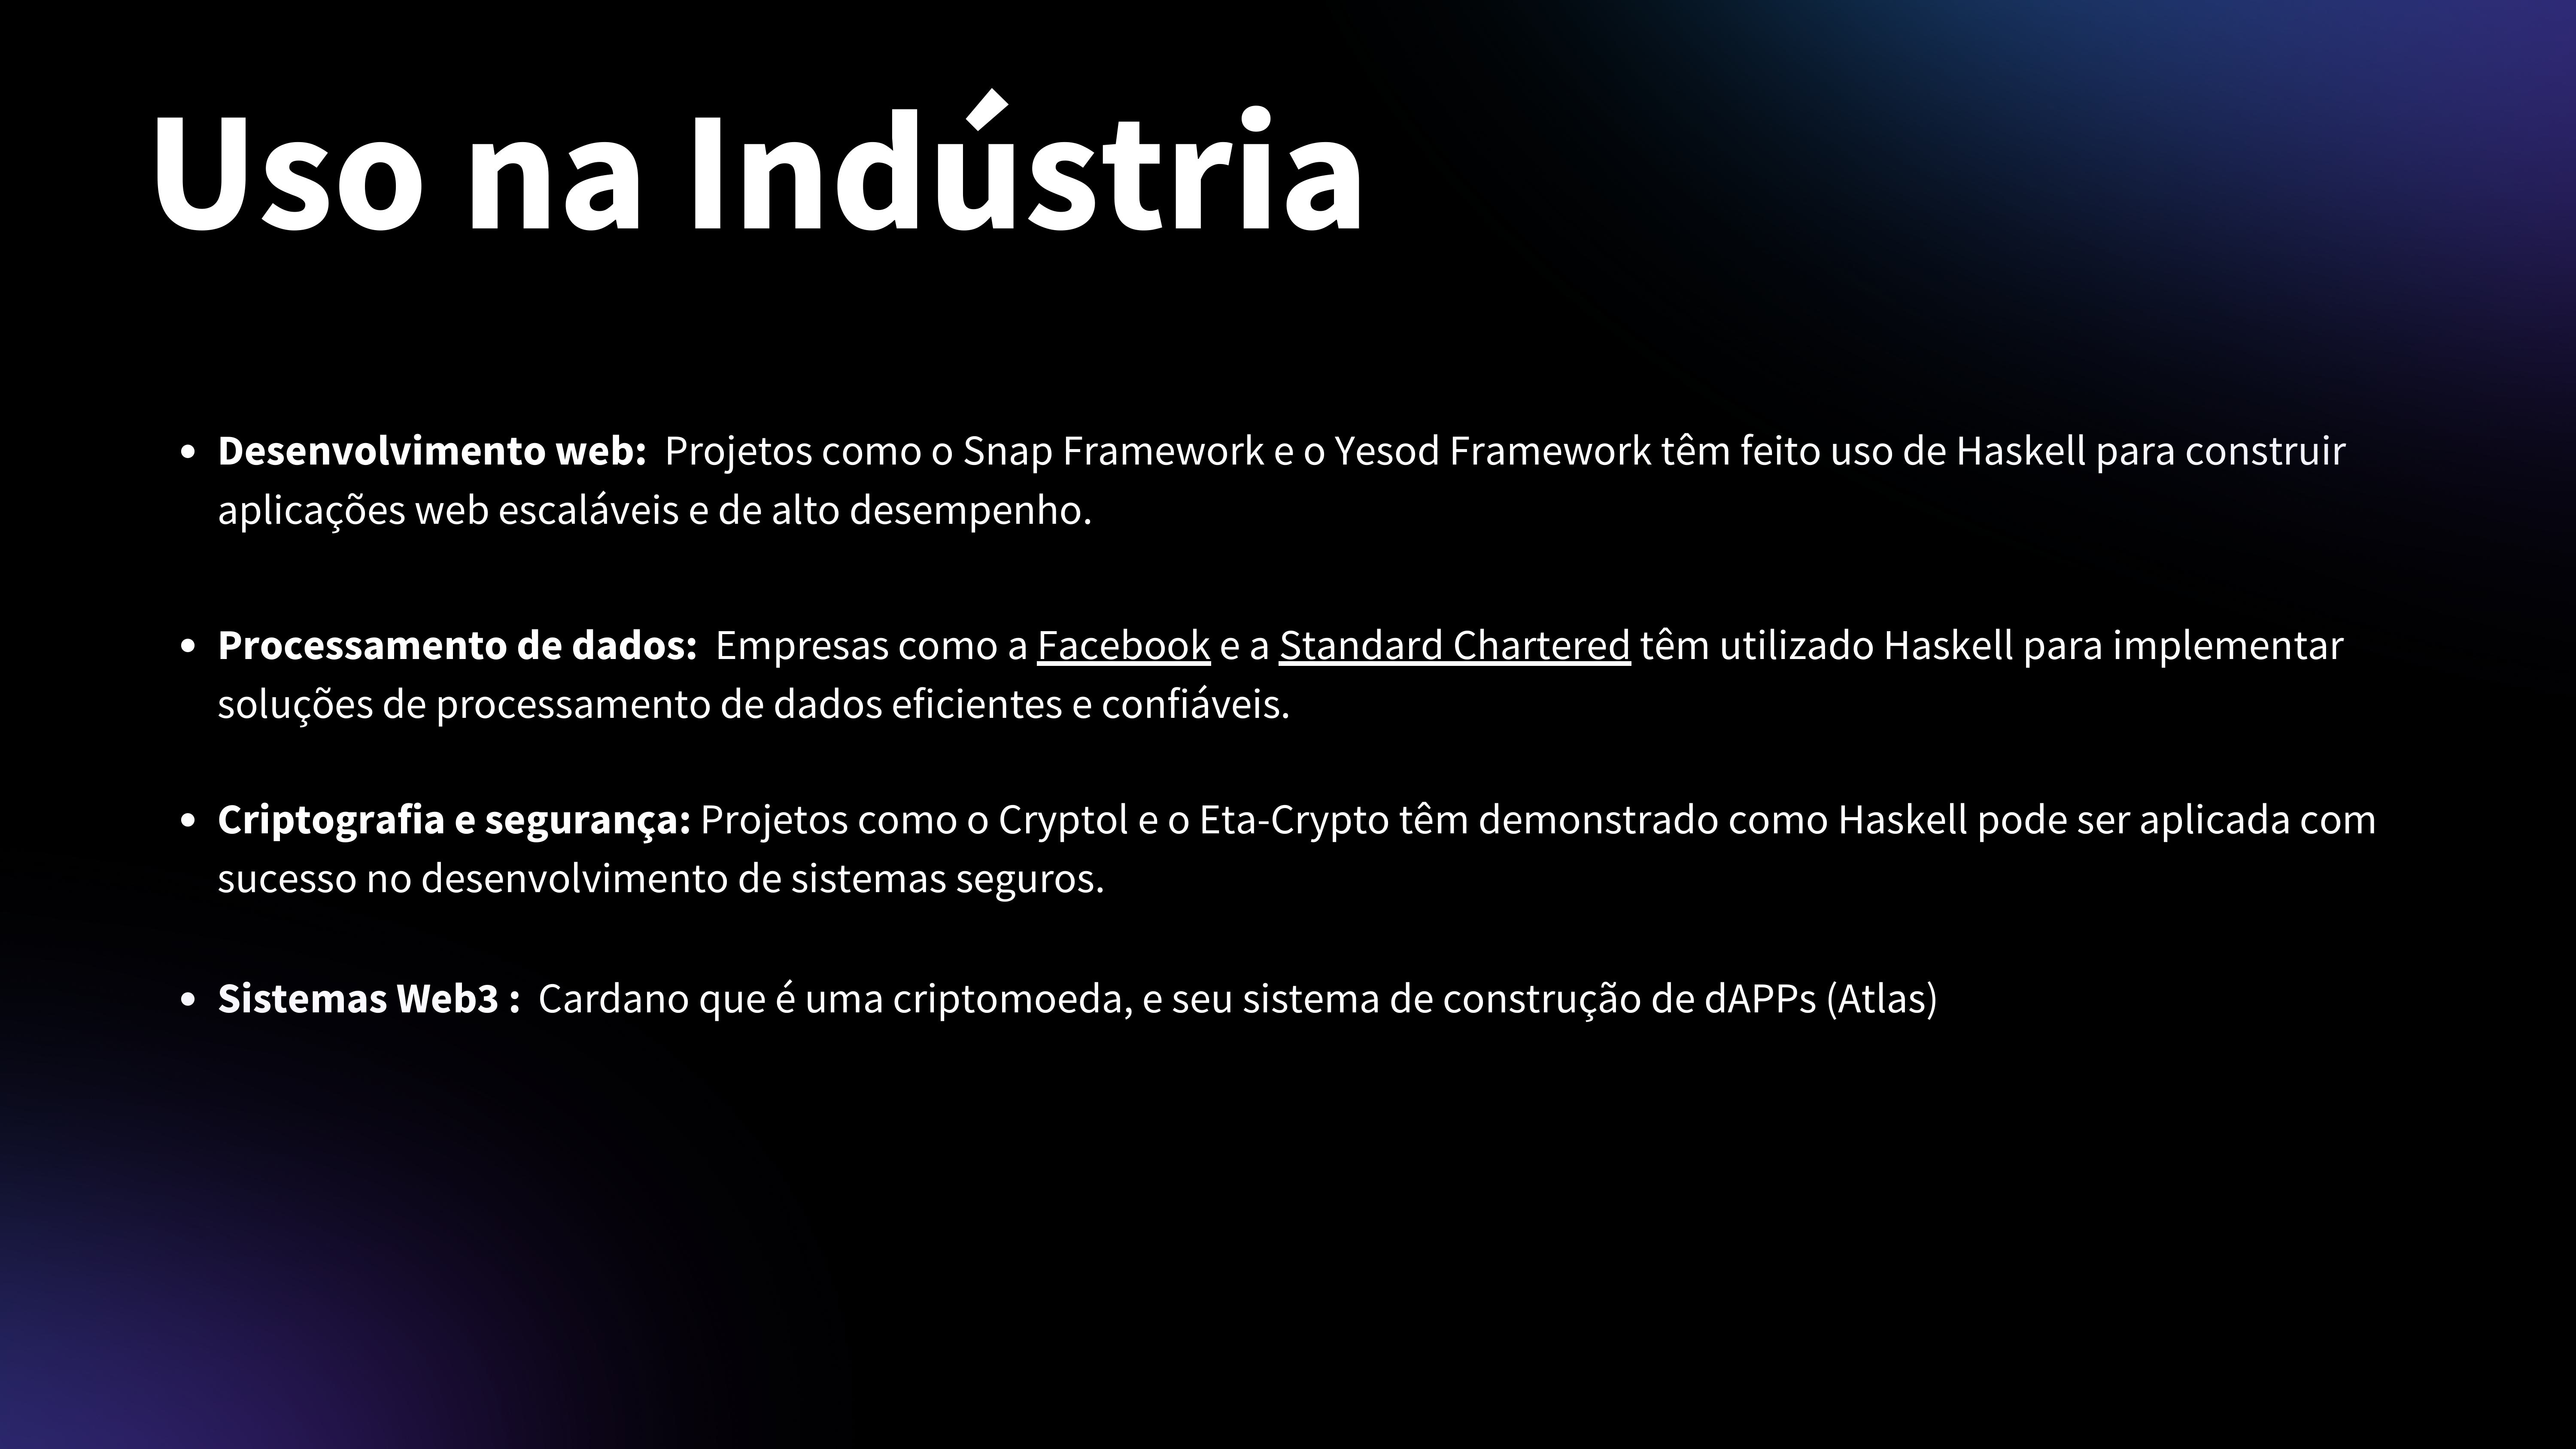 Uso na Indústria
• Desenvolvimento web:  Projetos como o Snap Framework e o Yesod Framework têm feito uso de Haskell para construir
aplicações web escaláveis e de alto desempenho.
• Processamento de dados:  Empresas como a Facebook e a Standard Chartered têm utilizado Haskell para implementar
soluções de processamento de dados eficientes e confiáveis.
• Criptografia e segurança: Projetos como o Cryptol e o Eta-Crypto têm demonstrado como Haskell pode ser aplicada com
sucesso no desenvolvimento de sistemas seguros.
• Sistemas Web3 :  Cardano que é uma criptomoeda, e seu sistema de construção de dAPPs (Atlas)